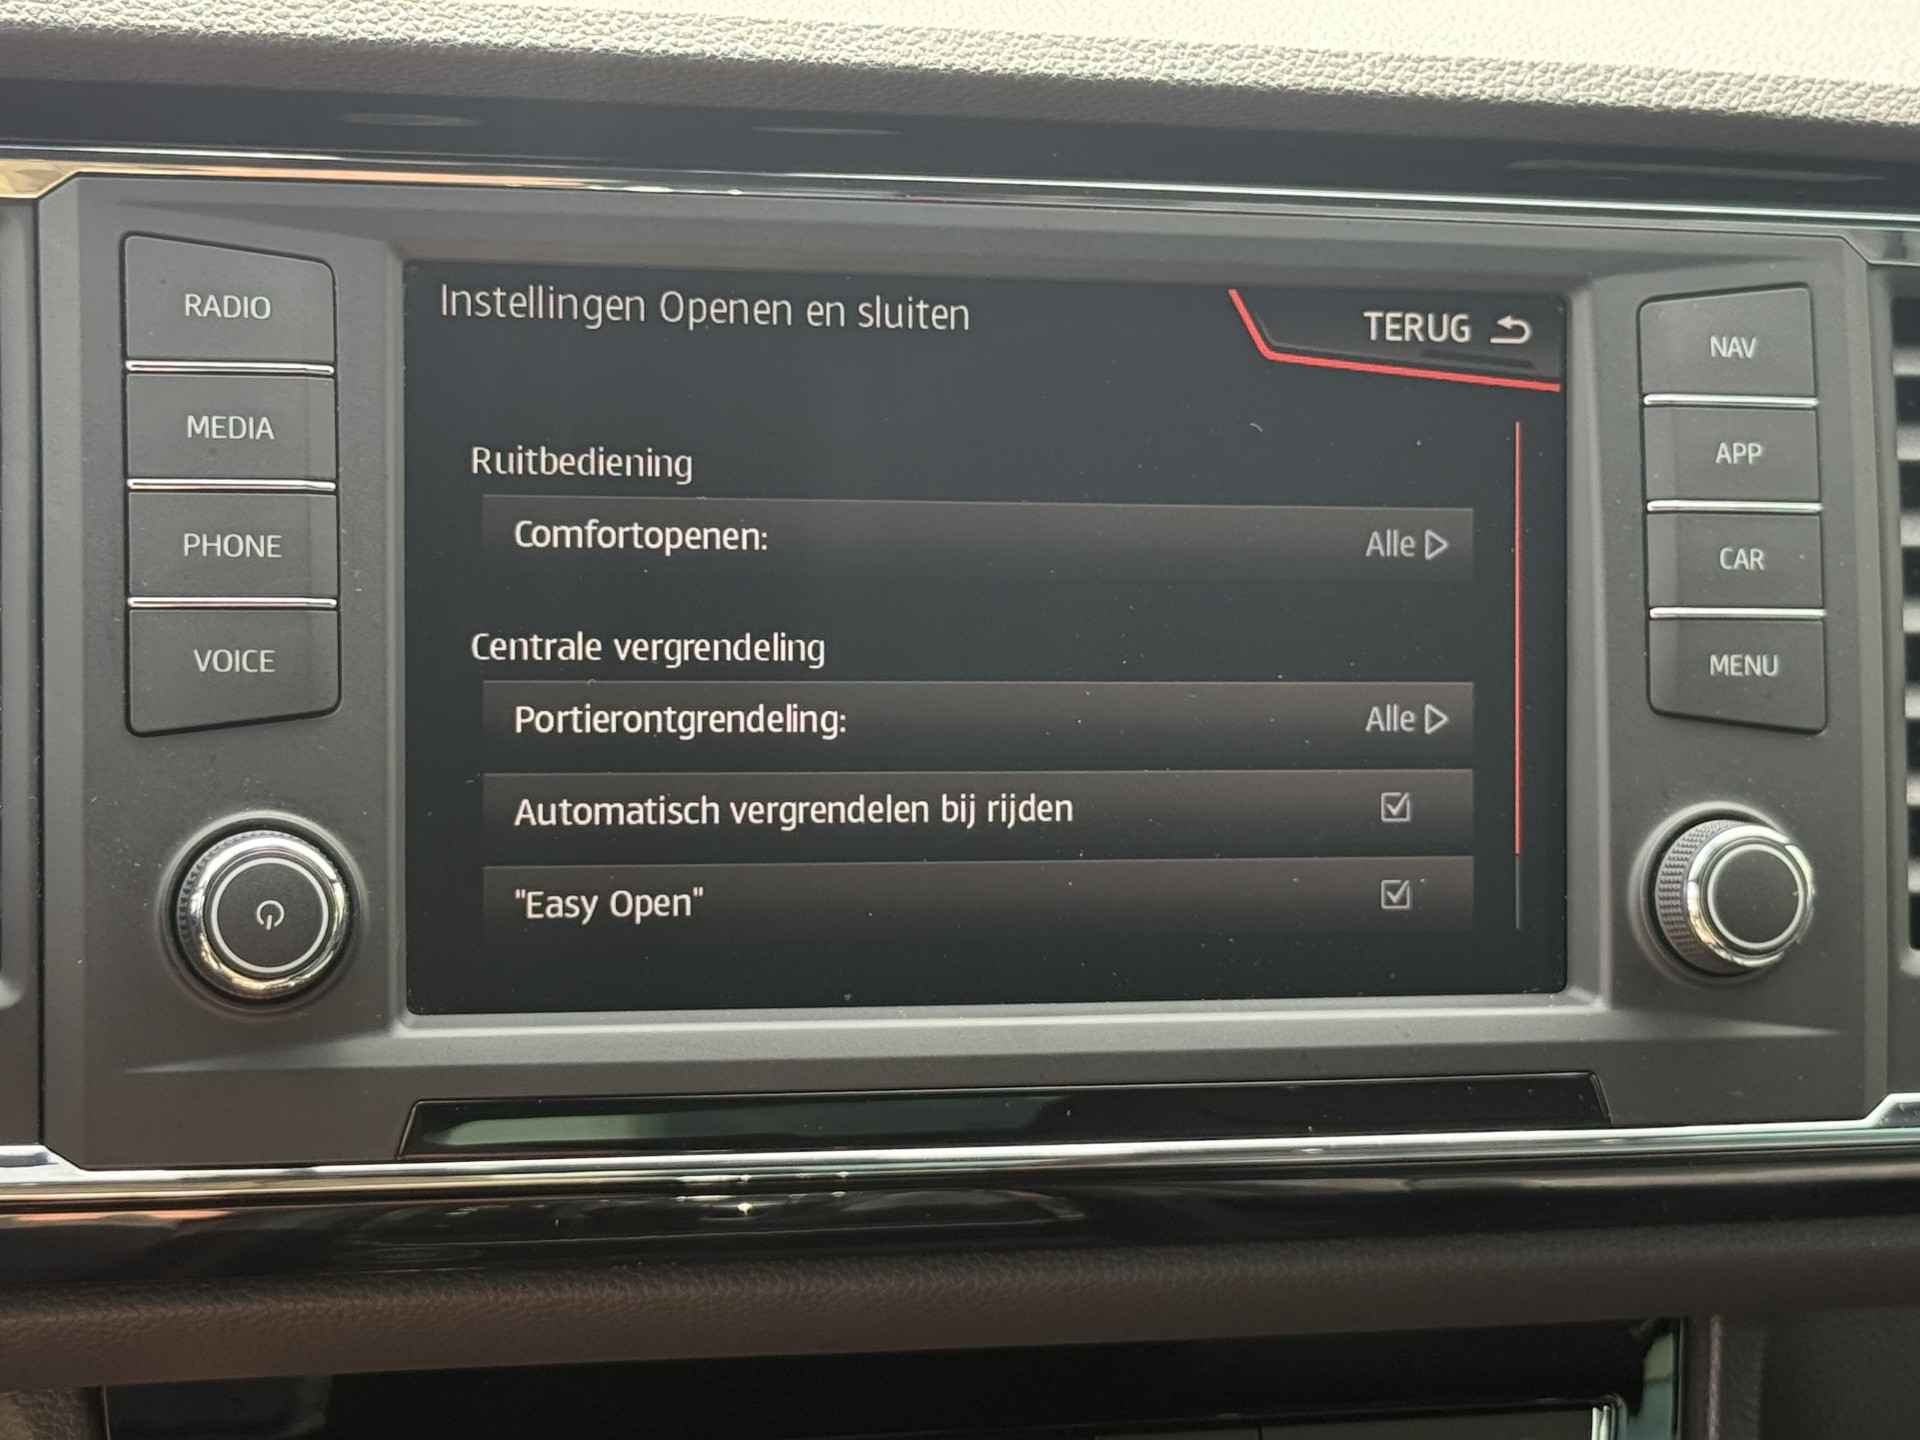 RADIO
MEDIA
PHONE
VOICE
Instellingen Openen en sluiten
TERUG
Ruitbediening
Comfortopenen: Alle
Centrale vergrendeling
Portierontgrendeling: Alle
Automatisch vergrendelen bij rijden
"Easy Open"
NAV
APP
CAR
MENU